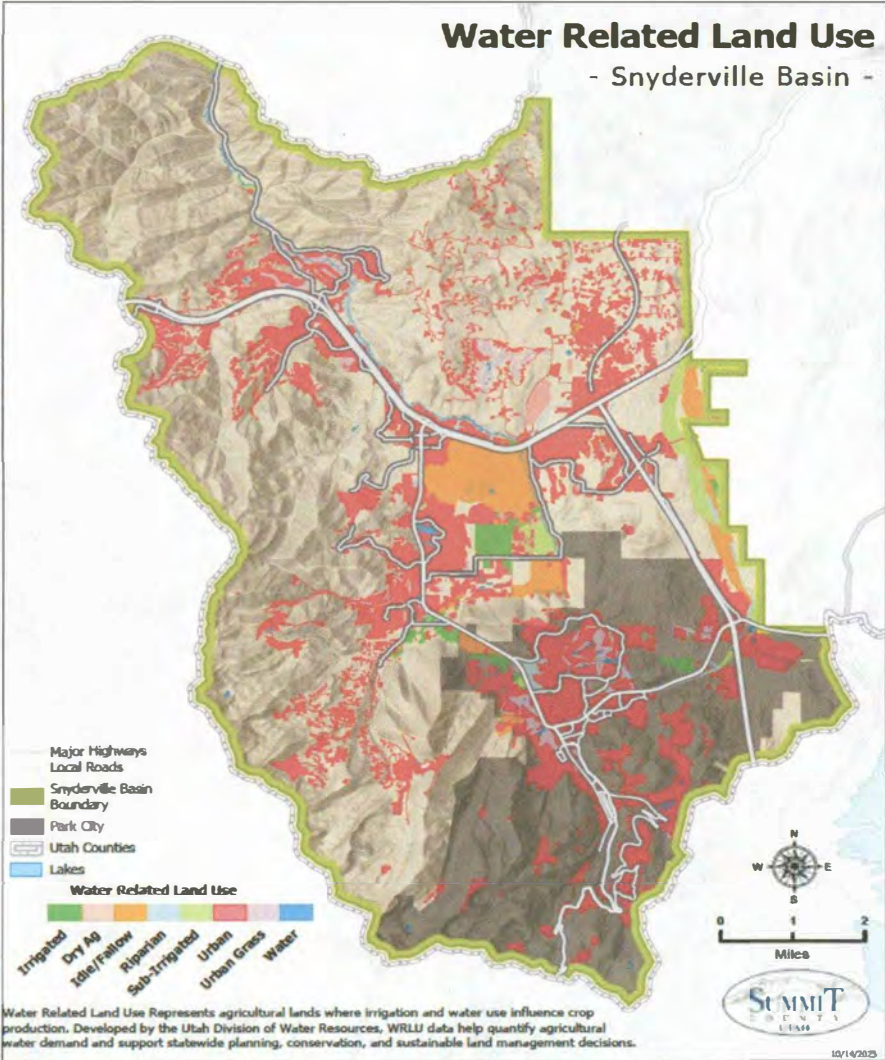 Water Related Land Use
- Snyderville Basin -
Major Highways
Local Roads
Snyderville Basin
Boundary
Park City
Utah Counties
Lakes
Water Related Land Use
Irrigated
Dry Ag
Idle/Fallow
Riparian
Sub-Irrigated
Urban
Urban Grass
Water
N
W
E
S
0 1 2
Miles
SUMMIT
COUNTY
UTAH
Water Related Land Use Represents agricultural lands where irrigation and water use influence crop
production. Developed by the Utah Division of Water Resources, WRLU data help quantify agricultural
water demand and support statewide planning, conservation, and sustainable land management decisions.
10/14/2025